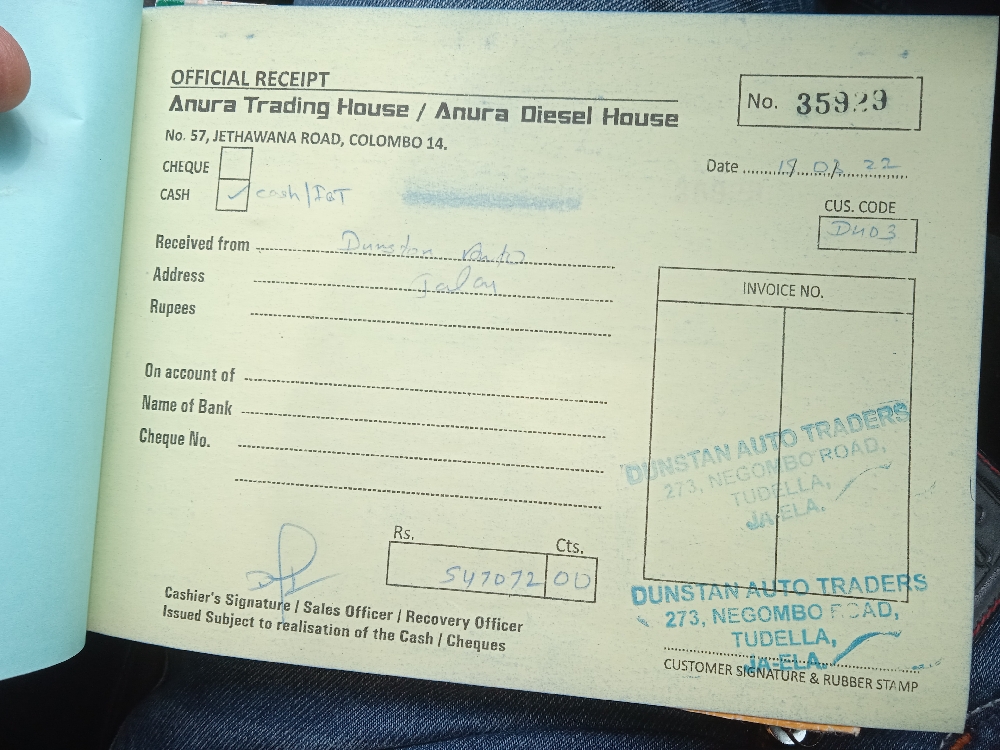 OFFICIAL RECEIPT
Anura Trading House / Anura Diesel House
No. 35929
No. 57, JETHAWANA ROAD, COLOMBO 14.
Date 19 02 22
CHEQUE
CASH ✓ cash/
CUS. CODE
D403
Received from Dunstan Auto
Address Jalay
Rupees
INVOICE NO.
On account of
Name of Bank
Cheque No.
DUNSTAN AUTO TRADERS
273, NEGOMBO ROAD,
TUDELLA,
JA-ELA.
Rs. Cts.
547072 00
Cashier's Signature / Sales Officer / Recovery Officer
Issued Subject to realisation of the Cash / Cheques
DUNSTAN AUTO TRADERS
273, NEGOMBO ROAD,
TUDELLA,
JA-ELA.
CUSTOMER SIGNATURE & RUBBER STAMP